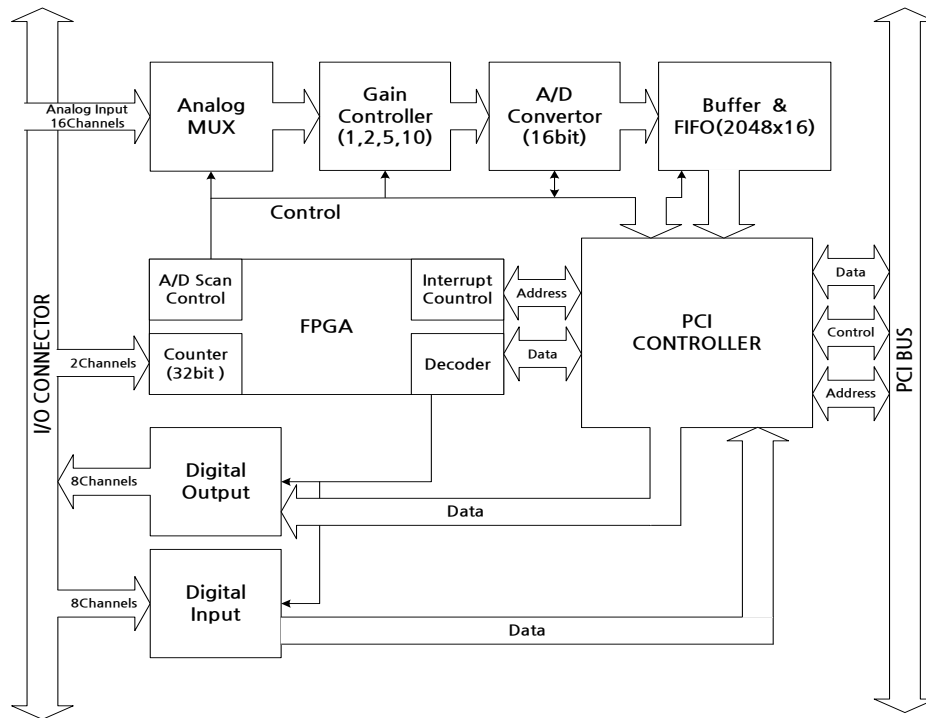 Analog Input
16Channels
Analog
MUX
Gain
Controller
(1,2,5,10)
A/D
Convertor
(16bit)
Buffer &
FIFO(2048x16)
Control
A/D Scan
Control
FPGA
Interrupt
Countrol
Counter
(32bit )
Decoder
2Channels
Address
Data
PCI
CONTROLLER
Data
Control
Address
I/O CONNECTOR
PCI BUS
8Channels
Digital
Output
Data
8Channels
Digital
Input
Data